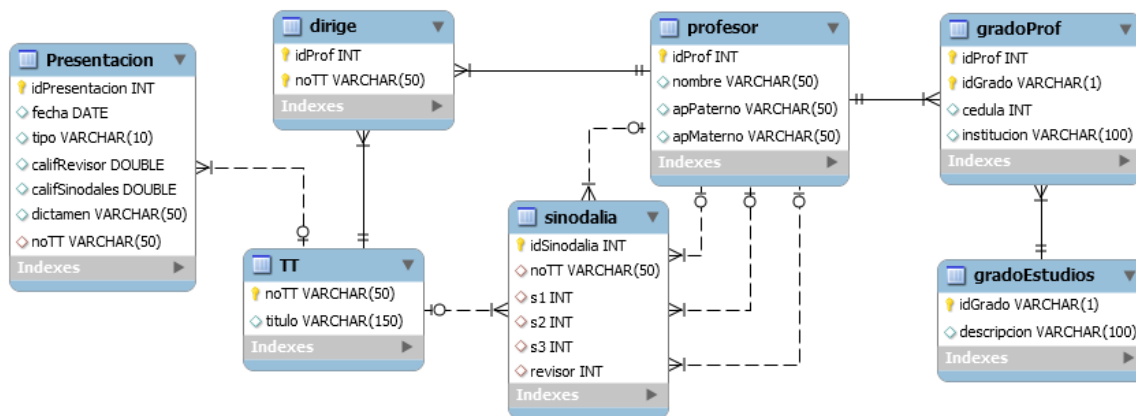 Presentacion
idPresentacion INT
fecha DATE
tipo VARCHAR(10)
califRevisor DOUBLE
califSinodales DOUBLE
dictamen VARCHAR(50)
noTT VARCHAR(50)
Indexes
dirige
idProf INT
noTT VARCHAR(50)
Indexes
profesor
idProf INT
nombre VARCHAR(50)
apPaterno VARCHAR(50)
apMaterno VARCHAR(50)
Indexes
gradoProf
idProf INT
idGrado VARCHAR(1)
cedula INT
institucion VARCHAR(100)
Indexes
TT
noTT VARCHAR(50)
titulo VARCHAR(150)
Indexes
sinodalia
idSinodalia INT
noTT VARCHAR(50)
s1 INT
s2 INT
s3 INT
revisor INT
Indexes
gradoEstudios
idGrado VARCHAR(1)
descripcion VARCHAR(100)
Indexes